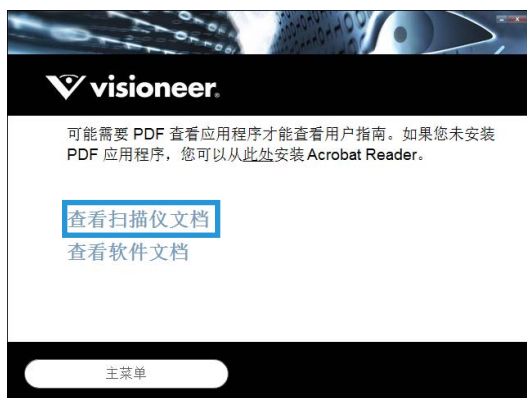 visioneer®
可能需要 PDF 查看应用程序才能查看用户指南。如果您未安装
PDF 应用程序，您可以从此处安装 Acrobat Reader。
查看扫描仪文档
查看软件文档
主菜单